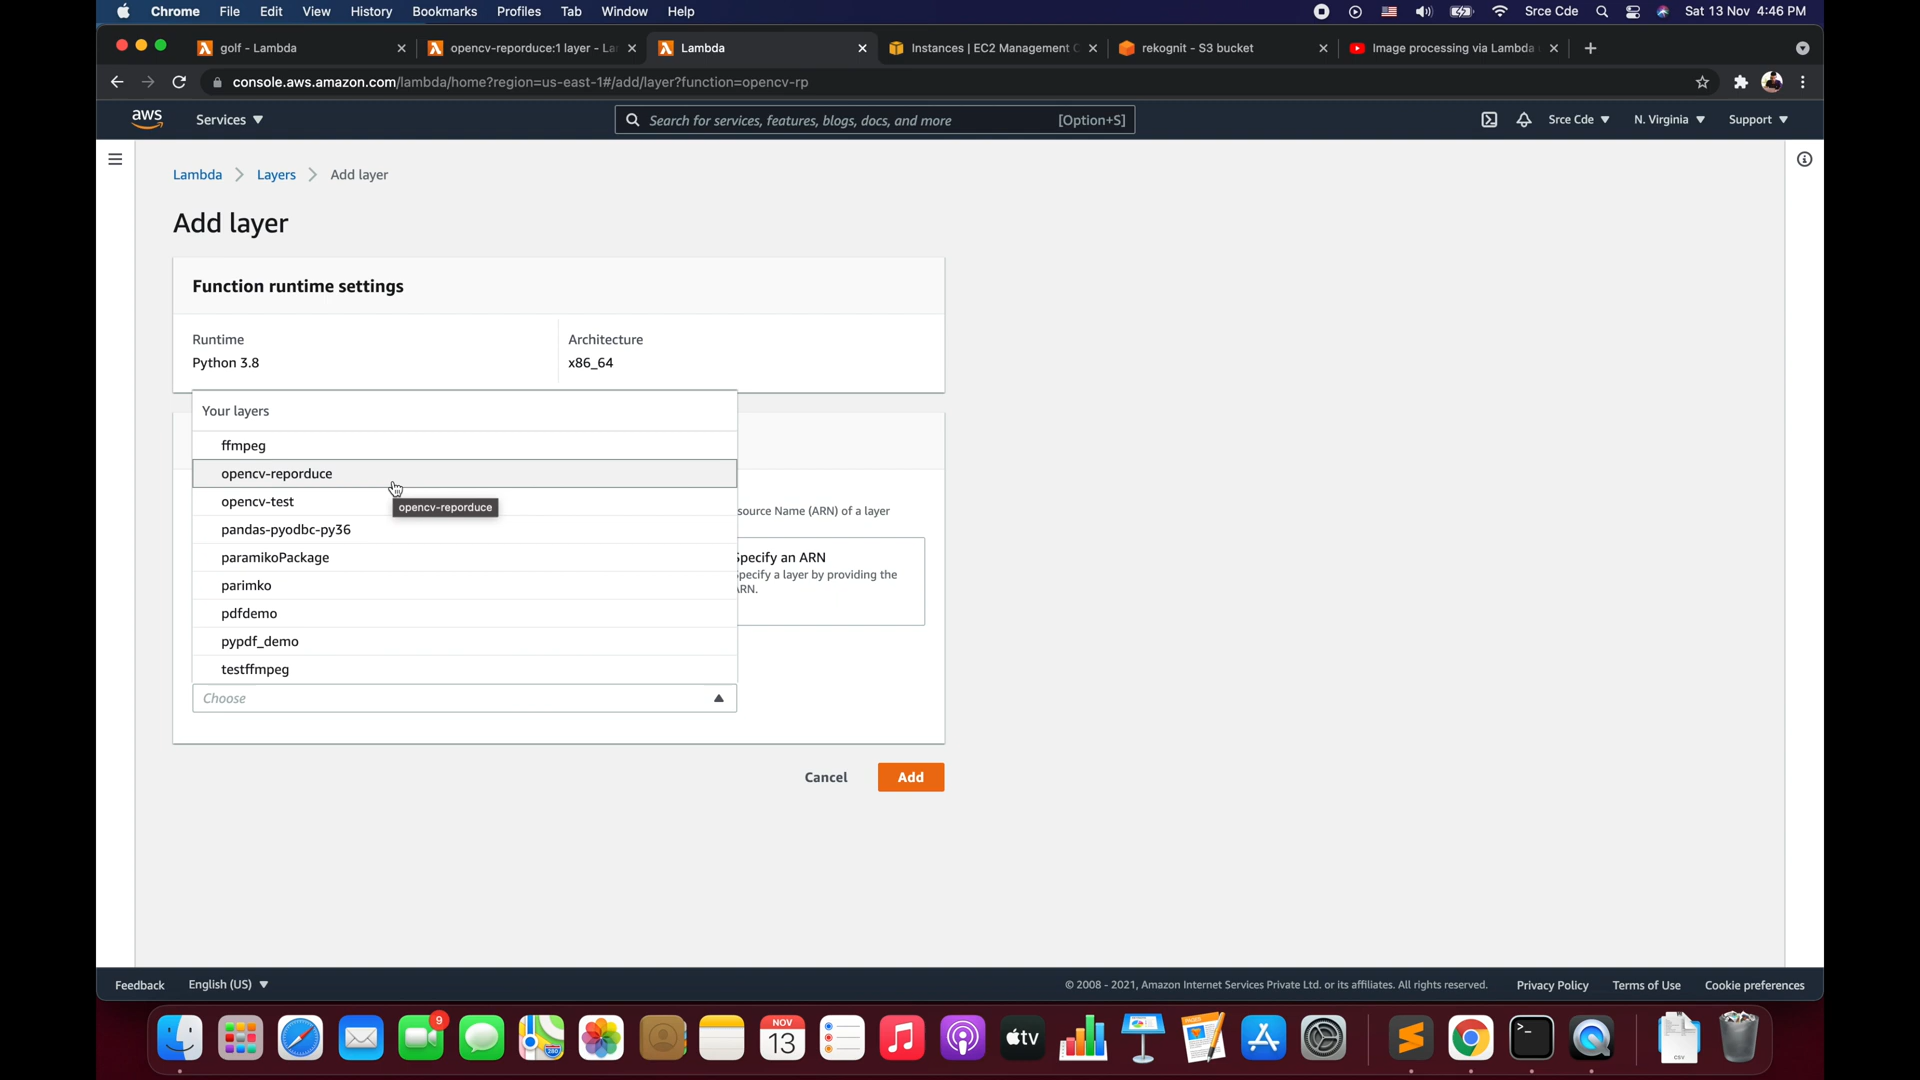 Chrome File Edit View History Bookmarks Profiles Tab Window Help Srce Cde Sat 13 Nov 4:46 PM
golf - Lambda opencv-reporduce:1 layer - La Lambda Instances | EC2 Management C rekognit - S3 bucket Image processing via Lambda
console.aws.amazon.com/lambda/home?region=us-east-1#/add/layer?function=opencv-rp
aws Services Search for services, features, blogs, docs, and more [Option+S] Srce Cde N. Virginia Support
Lambda Layers Add layer
Add layer
Function runtime settings
Runtime Architecture
Python 3.8 x86_64
Your layers
ffmpeg
opencv-reporduce
opencv-test
opencv-reporduce
source Name (ARN) of a layer
pandas-pyodbc-py36
paramikoPackage
Specify an ARN
Specify a layer by providing the
ARN.
parimko
pdfdemo
pypdf_demo
testffmpeg
Choose
Cancel Add
Feedback English (US) © 2008 - 2021, Amazon Internet Services Private Ltd. or its affiliates. All rights reserved. Privacy Policy Terms of Use Cookie preferences
9
NOV
13
280
tv
>_
CSV